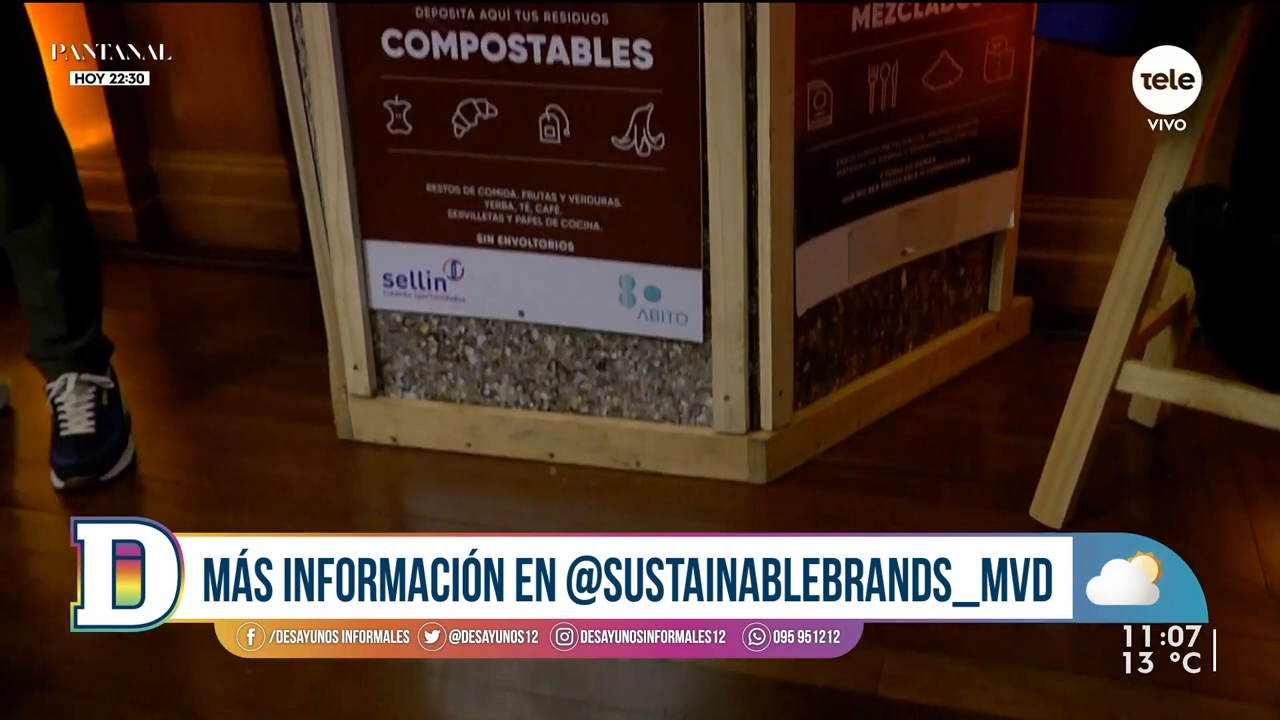 PANTANAL
HOY 22:30
DEPOSITA AQUÍ TUS RESIDUOS
COMPOSTABLES
RESTOS DE COMIDA, FRUTAS Y VERDURAS.
YERBA, TÉ, CAFÉ.
SERVILLETAS Y PAPEL DE COCINA.
SIN ENVOLTORIOS
sellin
creando oportunidades
ABITO
MEZCLADOS
tele
VIVO
D
MÁS INFORMACIÓN EN @SUSTAINABLEBRANDS_MVD
/DESAYUNOS INFORMALES @DESAYUNOS12 DESAYUNOSINFORMALES12 095 951212
11:07
13 °C